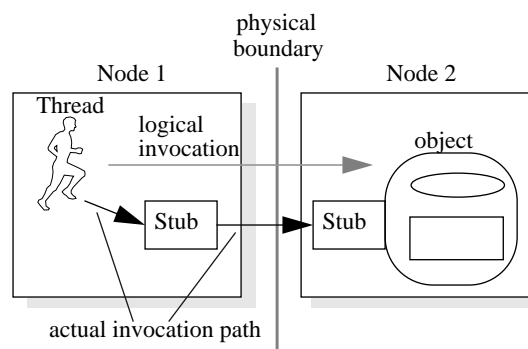 physical
boundary
Node 1
Node 2
Thread
logical
invocation
object
Stub
Stub
actual invocation path